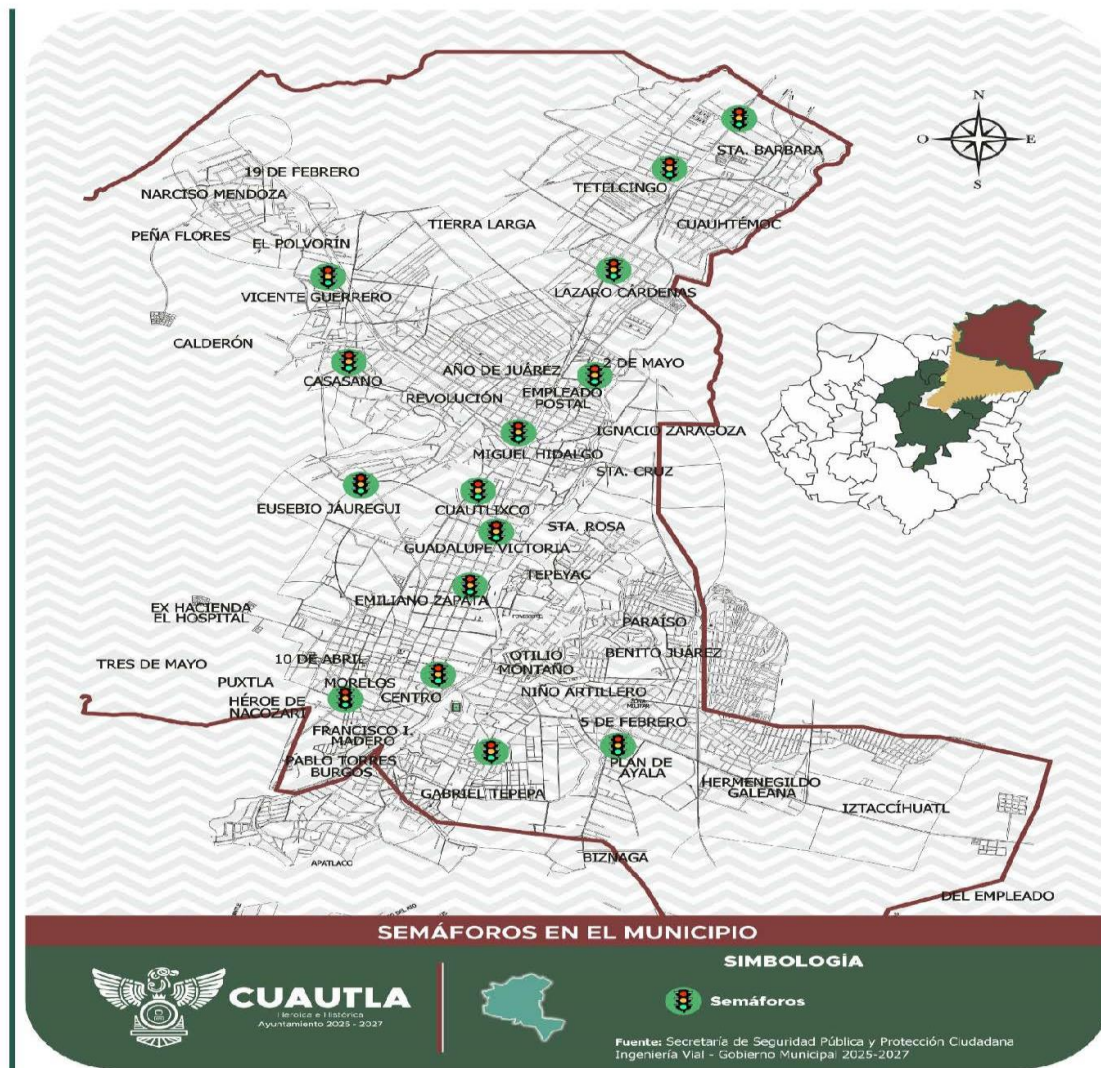 N
STA. BARBARA
O
E
TETELCINGO
S
19 DE FEBRERO
NARCISO MENDOZA
TIERRA LARGA
CUAUHTÉMOC
PEÑA FLORES
EL POLVORÍN
VICENTE GUERRERO
LAZARO CÁRDENAS
CALDERÓN
2 DE MAYO
AÑO DE JUÁREZ
CASASANO
REVOLUCIÓN
EMPLEADO
POSTAL
IGNACIO ZARAGOZA
MIGUEL HIDALGO
STA. CRUZ
EUSEBIO JÁUREGUI
CUAUTLIXCO
STA. ROSA
GUADALUPE VICTORIA
TEPEYAC
EMILIANO ZAPATA
EX HACIENDA
EL HOSPITAL
PARAÍSO
OTILIO
MONTAÑO
BENITO JUÁREZ
10 DE ABRIL
TRES DE MAYO
PUXTLA
MORELOS
CENTRO
NIÑO ARTILLERO
HÉROE DE
NACOZARI
MILITAR
5 DE FEBRERO
FRANCISCO I.
MADERO
PABLO TORRES
BURGOS
PLAN DE
AYALA
HERMENEGILDO
GALEANA
GABRIEL TEPEPA
IZTACCÍHUATL
BIZNAGA
APATLACO
DEL EMPLEADO
SEMÁFOROS EN EL MUNICIPIO
CUAUTLA
Heroica e Histórica
Ayuntamiento 2025 - 2027
SIMBOLOGÍA
Semáforos
Fuente: Secretaría de Seguridad Pública y Protección Ciudadana
Ingeniería Vial - Gobierno Municipal 2025-2027